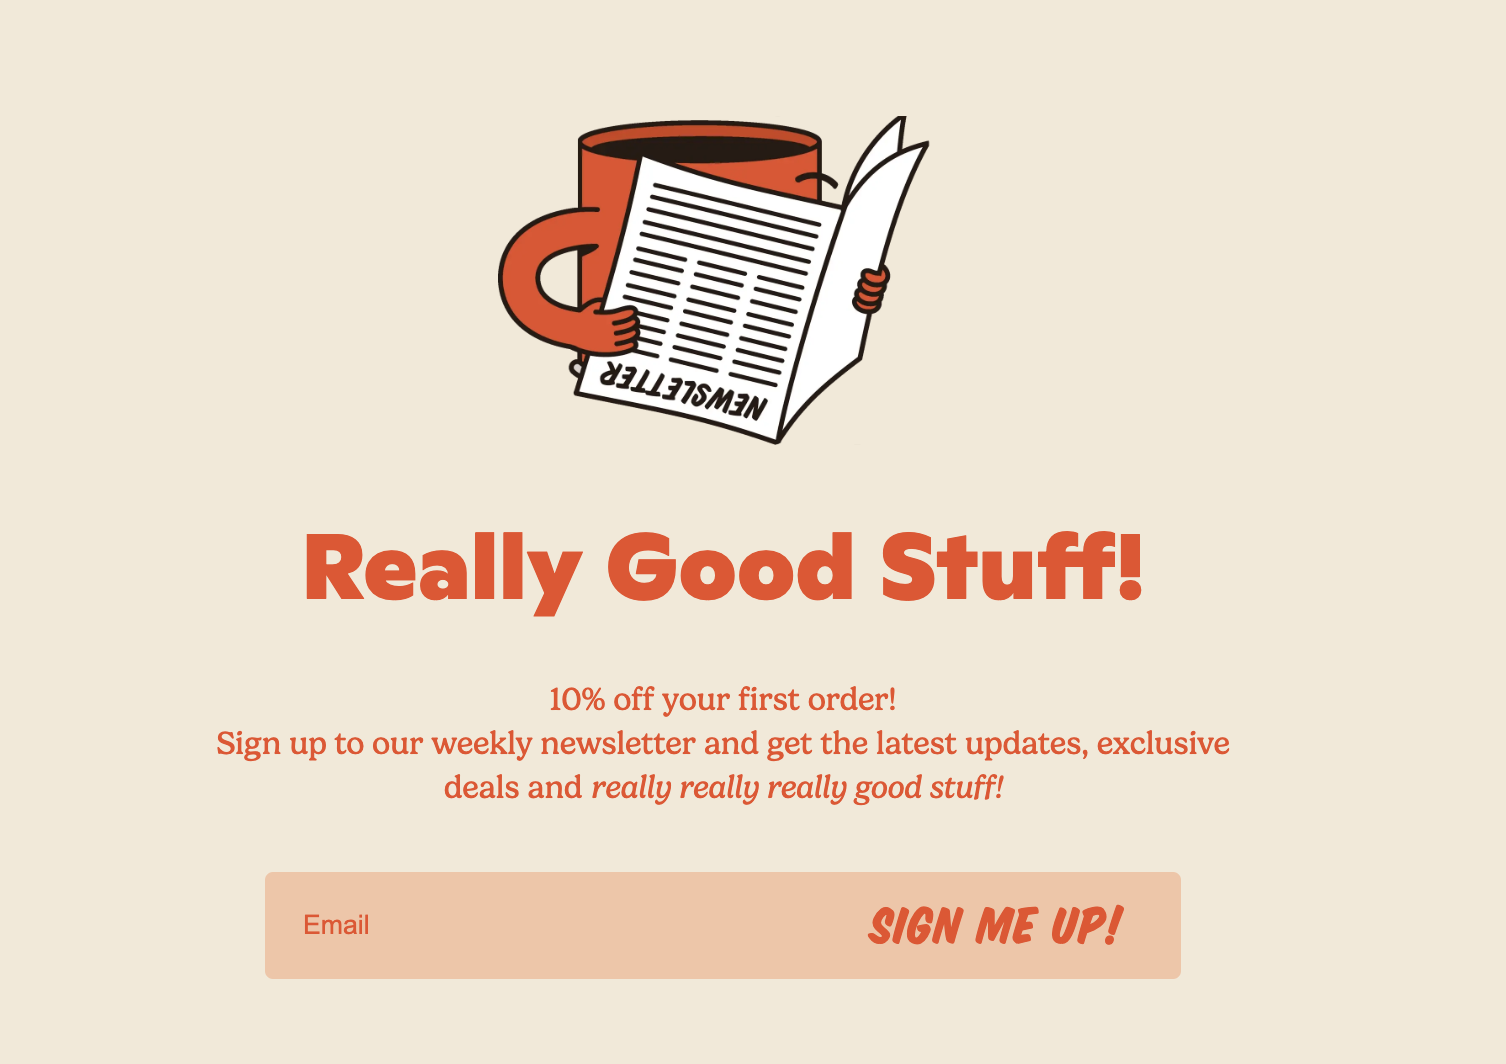 NEWSLETTER
Really Good Stuff!
10% off your first order!
Sign up to our weekly newsletter and get the latest updates, exclusive
deals and really really really good stuff!
Email
SIGN ME UP!